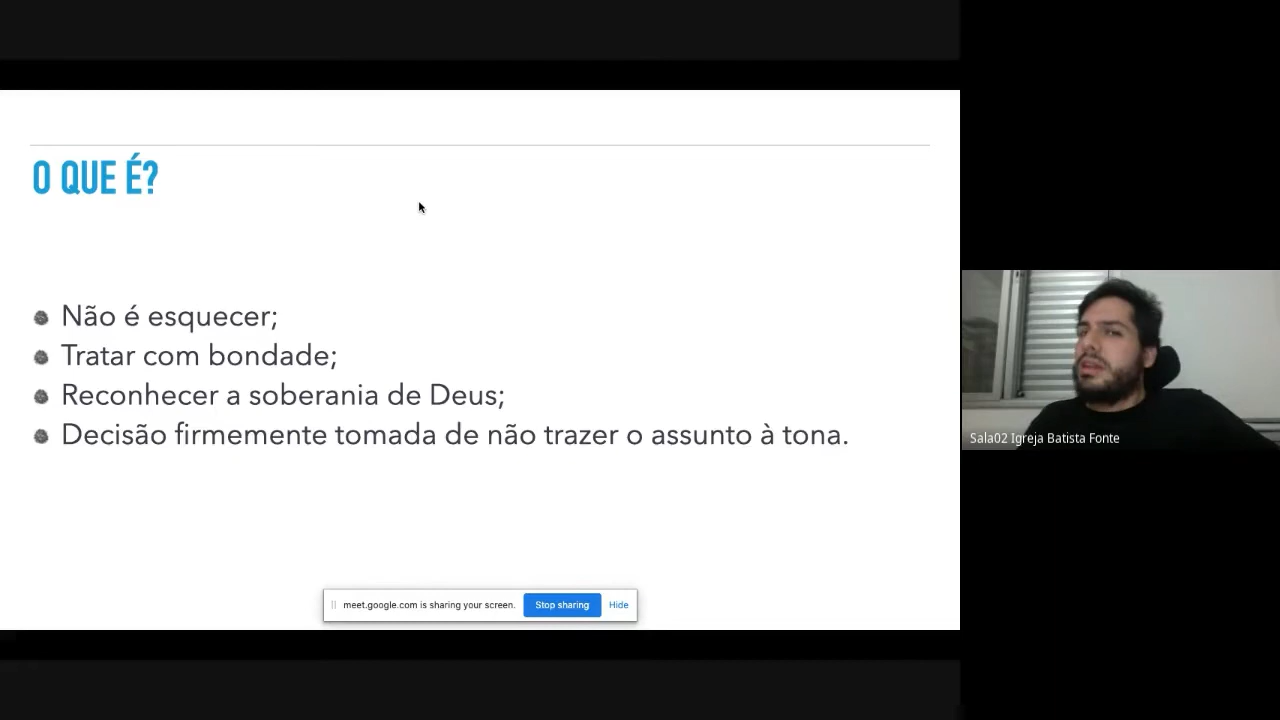 O QUE É?
Não é esquecer;
Tratar com bondade;
Reconhecer a soberania de Deus;
Decisão firmemente tomada de não trazer o assunto à tona.
Sala02 Igreja Batista Fonte
meet.google.com is sharing your screen. Stop sharing Hide